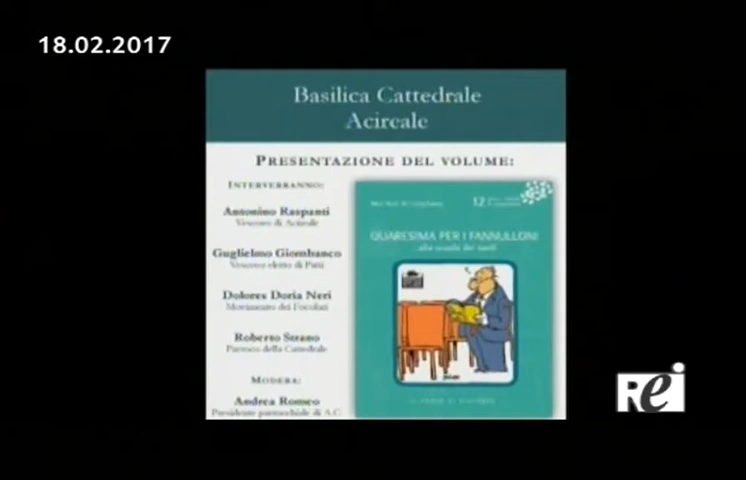 18.02.2017
Basilica Cattedrale
Acireale
PRESENTAZIONE DEL VOLUME:
INTERVERRANNO:
Antonino Raspanti
Vescovo di Acireale
Guglielmo Giombanco
Vescovo eletto di Patti
Dolores Doria Neri
Movimento dei Focolari
Roberto Strano
Parroco della Cattedrale
MODERA:
Andrea Romeo
Presidente parrocchiale di A.C.
12
QUARESIMA PER I FANNULLONI
alla scuola dei santi
REi